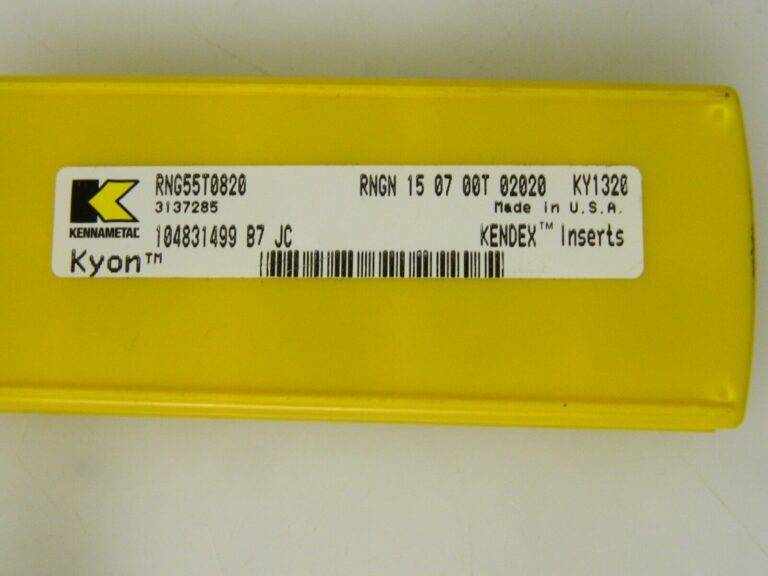 RNG55T0820 RNGN 15 07 00T 02020 KY1320
3137285 Made in U.S.A.
KENNAMETAL 104831499 B7 JC KENDEX™ Inserts
Kyon™